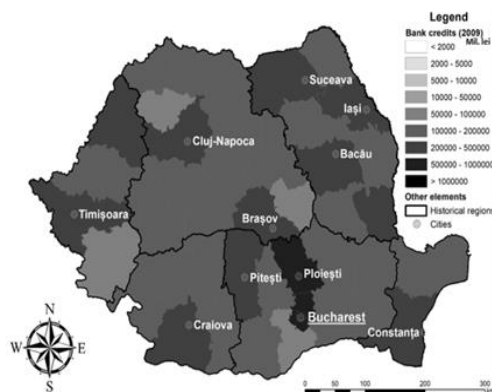 Legend
Bank credits (2009)
Mil. lei
< 2000
2000 - 5000
5000 - 10000
10000 - 50000
50000 - 100000
100000 - 200000
200000 - 500000
500000 - 1000000
> 1000000
Other elements
Historical regions
Cities
Suceava
Iași
Cluj-Napoca
Bacău
Timișoara
Brașov
Pitești
Ploiești
Craiova
Bucharest
Constanța
N
W
E
S
0
100
200
300